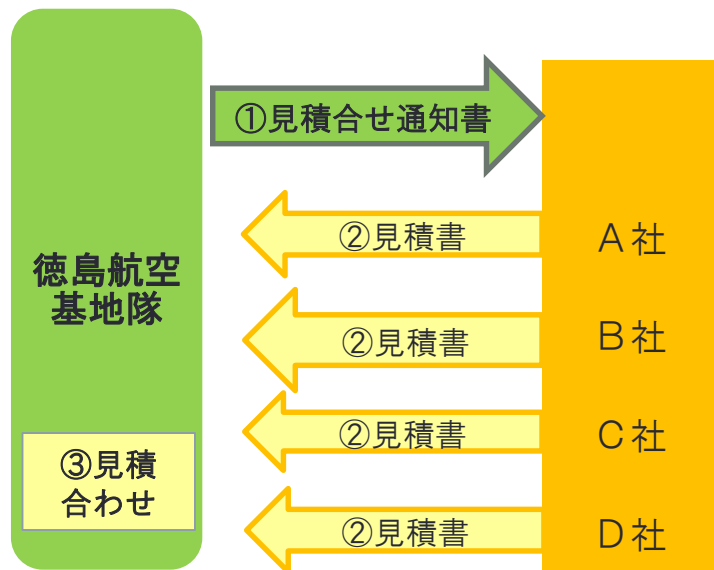 ①見積合せ通知書
②見積書
A社
徳島航空
基地隊
②見積書
B社
②見積書
C社
③見積
合わせ
②見積書
D社